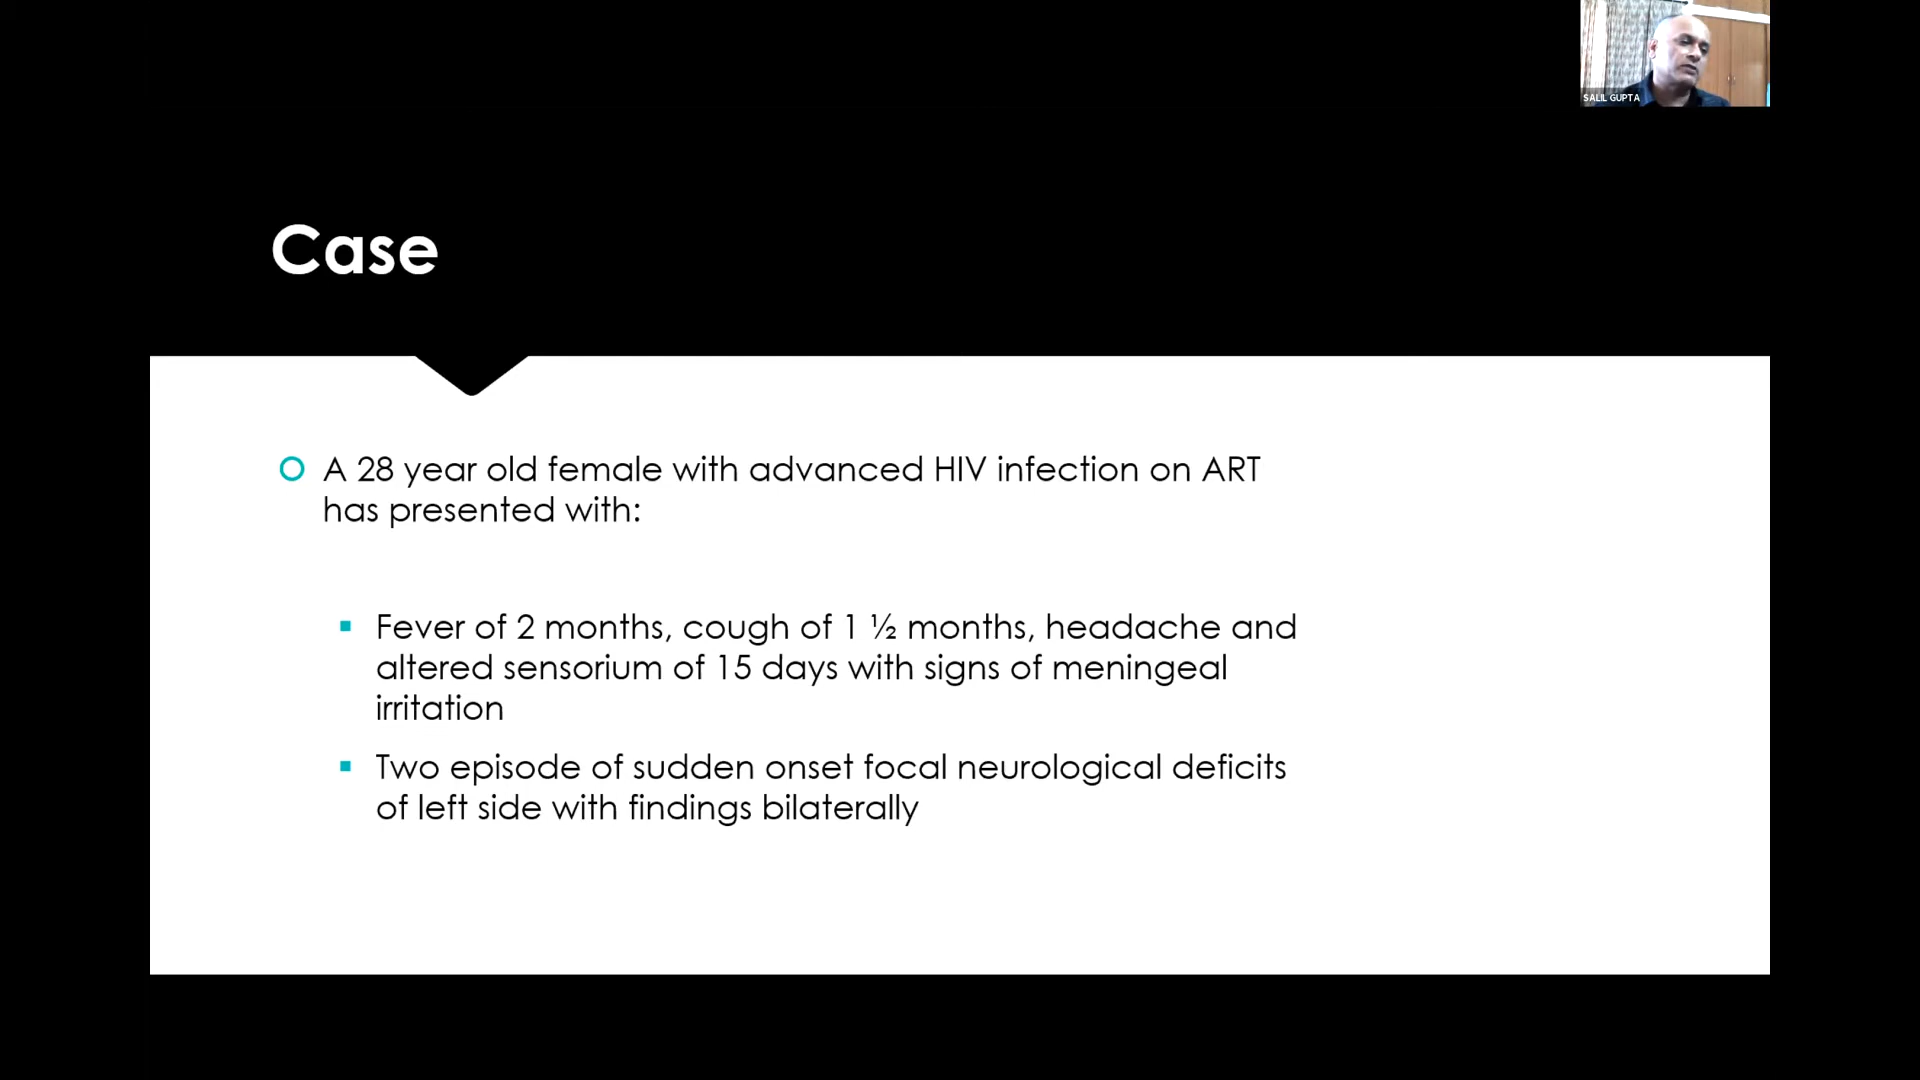 SALIL GUPTA
Case
A 28 year old female with advanced HIV infection on ART
has presented with:
Fever of 2 months, cough of 1 ½ months, headache and
altered sensorium of 15 days with signs of meningeal
irritation
Two episode of sudden onset focal neurological deficits
of left side with findings bilaterally